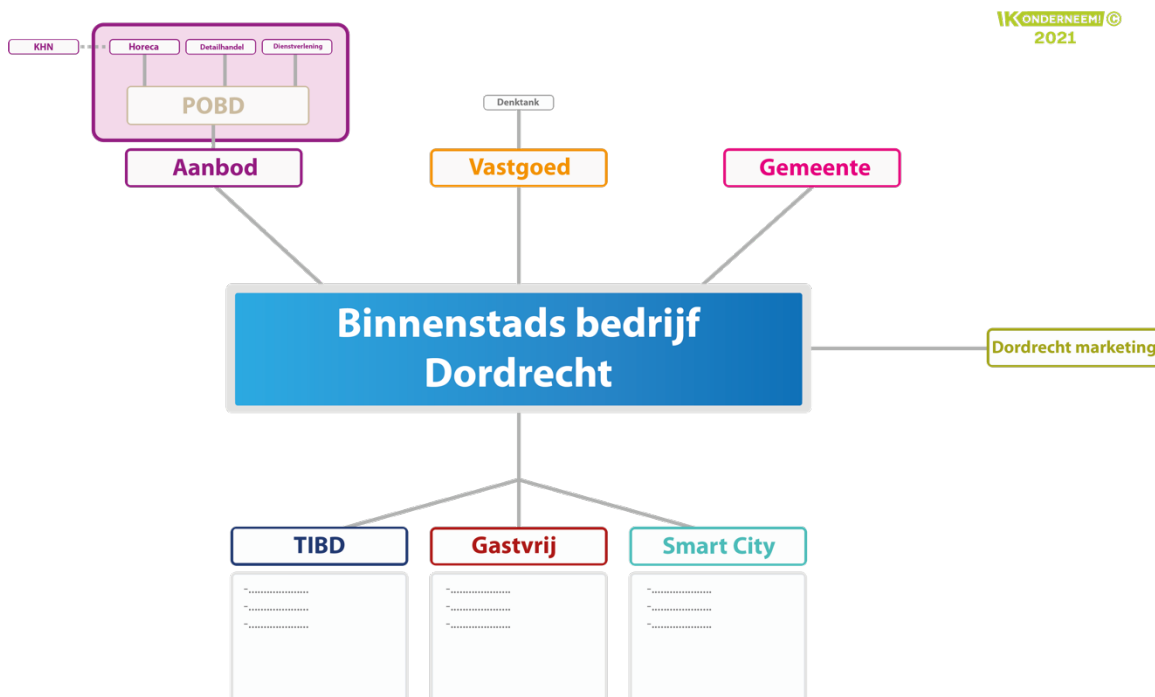 IKONDERNEEM! ©
2021
KHN
Horeca
Detailhandel
Dienstverlening
POBD
Denktank
Aanbod
Vastgoed
Gemeente
Binnenstads bedrijf
Dordrecht
Dordrecht marketing
TIBD
Gastvrij
Smart City
-....................
-....................
-....................
-.....................
-.....................
-.....................
-.....................
-.....................
-.....................